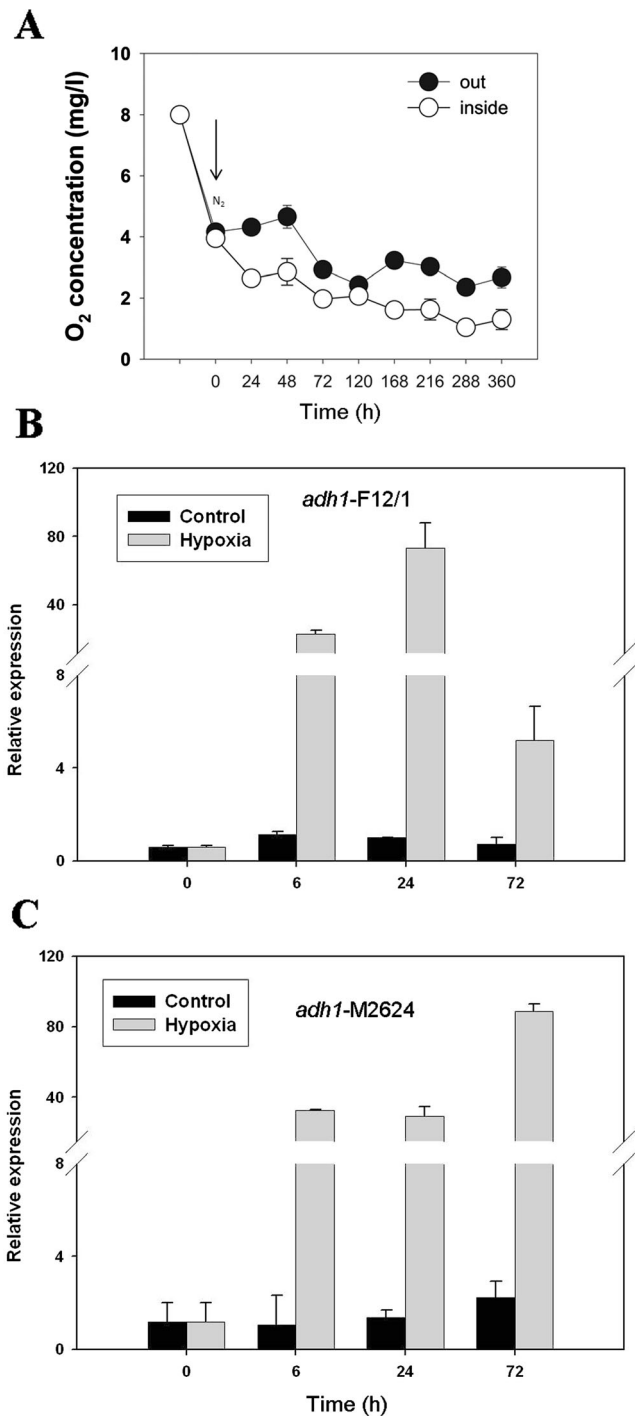 A
10
8
6
4
2
0
O2 concentration (mg/l)
out
inside
N2
0 24 48 72 120 168 216 288 360
Time (h)
B
120
80
40
8
4
0
Relative expression
Control
Hypoxia
adh1-F12/1
0 6 24 72
C
120
80
40
8
4
0
Relative expression
Control
Hypoxia
adh1-M2624
0 6 24 72
Time (h)